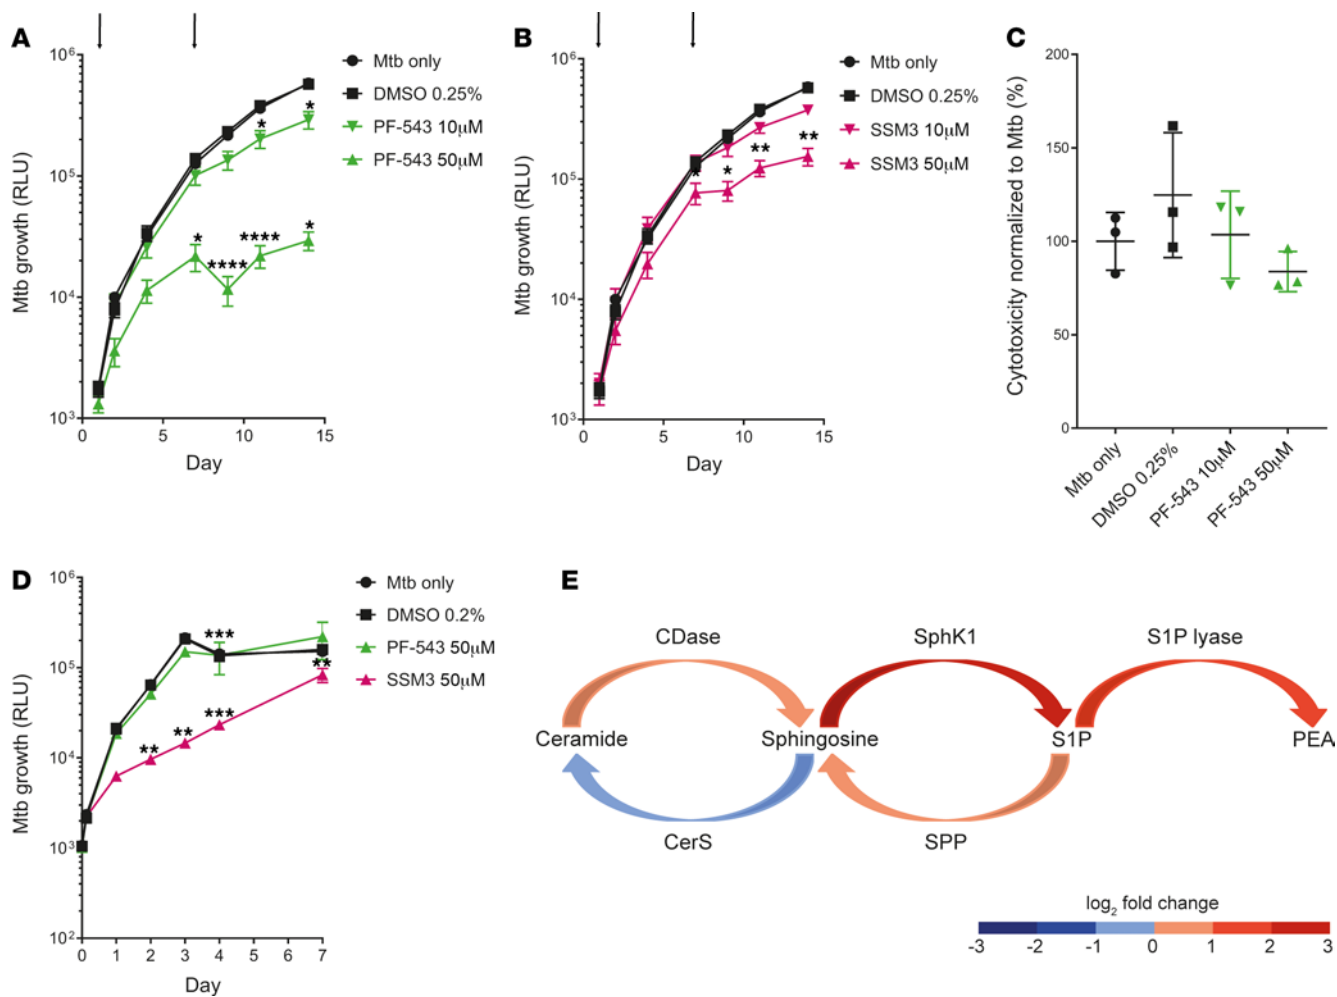 A
10⁶
10⁵
10⁴
10³
Mtb growth (RLU)
0
5
10
15
Day
Mtb only
DMSO 0.25%
PF-543 10μM
PF-543 50μM
*
*
*
****
****
*
B
10⁶
10⁵
10⁴
10³
Mtb growth (RLU)
0
5
10
15
Day
Mtb only
DMSO 0.25%
SSM3 10μM
SSM3 50μM
*
*
**
**
C
200
150
100
50
0
Cytotoxicity normalized to Mtb (%)
Mtb only
DMSO 0.25%
PF-543 10μM
PF-543 50μM
D
10⁶
10⁵
10⁴
10³
10²
Mtb growth (RLU)
0
1
2
3
4
5
6
7
Day
Mtb only
DMSO 0.2%
PF-543 50μM
SSM3 50μM
***
**
**
**
***
E
CDase
SphK1
S1P lyase
Ceramide
Sphingosine
S1P
PEA
CerS
SPP
log₂ fold change
-3
-2
-1
0
1
2
3